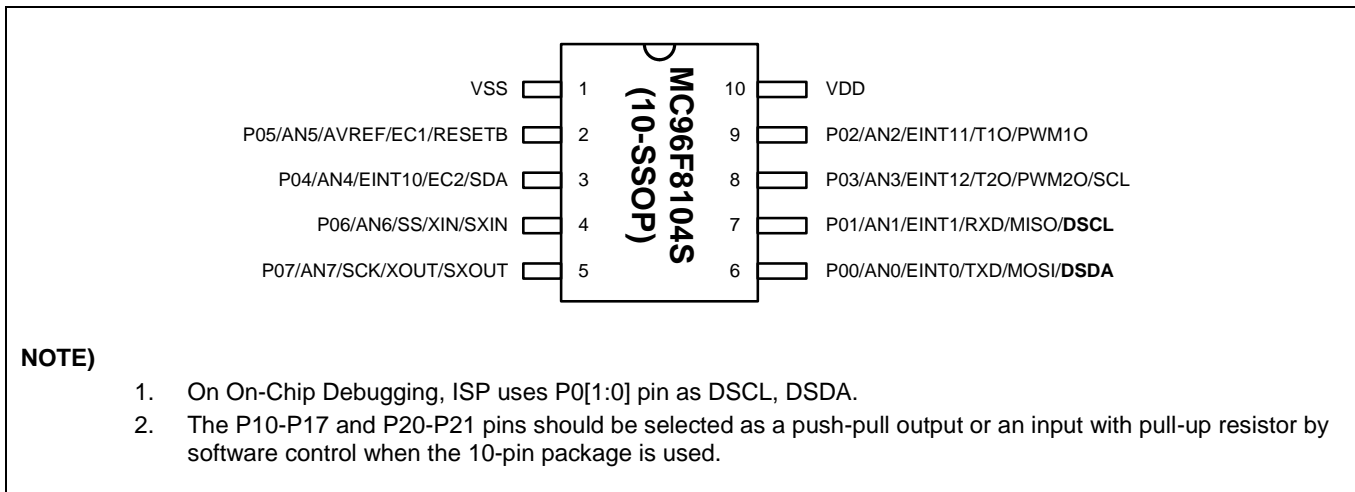 MC96F8104S
(10-SSOP)
VSS 1
P05/AN5/AVREF/EC1/RESETB 2
P04/AN4/EINT10/EC2/SDA 3
P06/AN6/SS/XIN/SXIN 4
P07/AN7/SCK/XOUT/SXOUT 5
10 VDD
9 P02/AN2/EINT11/T1O/PWM1O
8 P03/AN3/EINT12/T2O/PWM2O/SCL
7 P01/AN1/EINT1/RXD/MISO/DSCL
6 P00/AN0/EINT0/TXD/MOSI/DSDA
NOTE)
1. On On-Chip Debugging, ISP uses P0[1:0] pin as DSCL, DSDA.
2. The P10-P17 and P20-P21 pins should be selected as a push-pull output or an input with pull-up resistor by
software control when the 10-pin package is used.